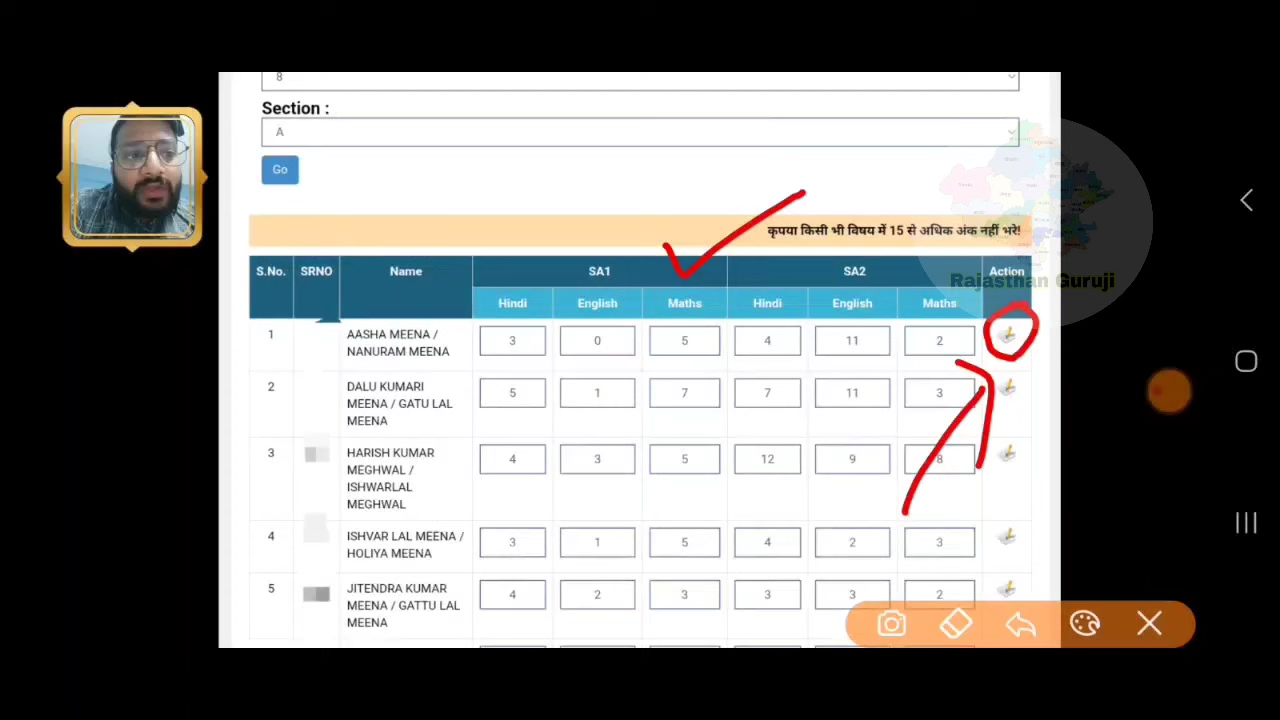 8
Section :
A
Go
कृपया किसी भी विषय में 15 से अधिक अंक नहीं भरे!
S.No. SRNO Name SA1 SA2 Action
Hindi English Maths Hindi English Maths
Rajasthan Guruji
1 AASHA MEENA / 3 0 5 4 11 2
NANURAM MEENA
2 DALU KUMARI 5 1 7 7 11 3
MEENA / GATU LAL
MEENA
3 HARISH KUMAR 4 3 5 12 9 8
MEGHWAL /
ISHWARLAL
MEGHWAL
4 ISHVAR LAL MEENA / 3 1 5 4 2 3
HOLIYA MEENA
5 JITENDRA KUMAR 4 2 3 3 3 2
MEENA / GATTU LAL
MEENA